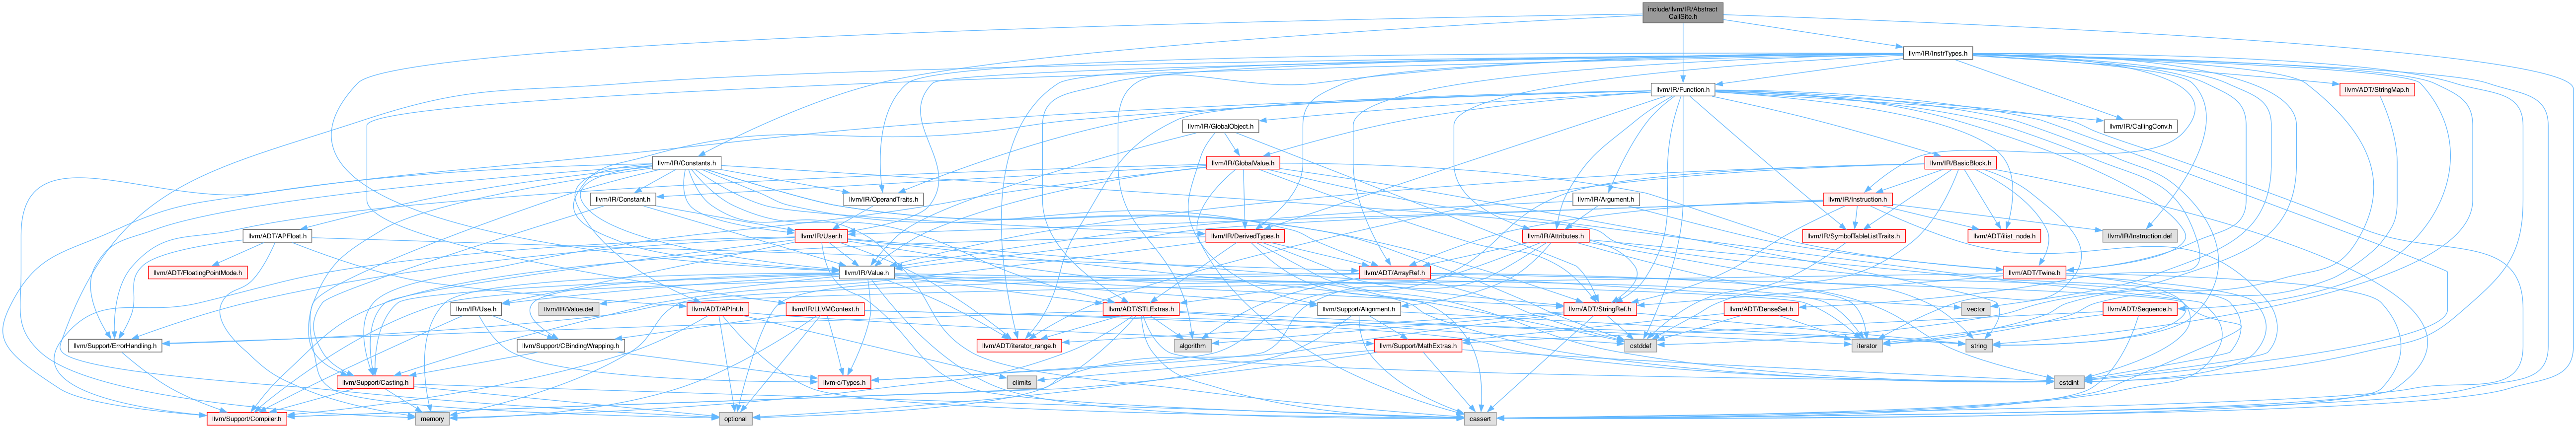 include/llvm/IR/Abstract
CallSite.h
llvm/IR/InstrTypes.h
llvm/ADT/StringMap.h
llvm/IR/Function.h
llvm/IR/GlobalObject.h
llvm/IR/CallingConv.h
llvm/IR/Constants.h
llvm/IR/GlobalValue.h
llvm/IR/BasicBlock.h
llvm/IR/Constant.h
llvm/IR/OperandTraits.h
llvm/IR/Argument.h
llvm/IR/Instruction.h
llvm/ADT/APFloat.h
llvm/IR/User.h
llvm/IR/DerivedTypes.h
llvm/IR/Attributes.h
llvm/IR/SymbolTableListTraits.h
llvm/ADT/ilist_node.h
llvm/IR/Instruction.def
llvm/ADT/FloatingPointMode.h
llvm/IR/Value.h
llvm/ADT/ArrayRef.h
llvm/ADT/Twine.h
llvm/IR/Use.h
llvm/IR/Value.def
llvm/ADT/APInt.h
llvm/IR/LLVMContext.h
llvm/ADT/STLExtras.h
llvm/Support/Alignment.h
llvm/ADT/StringRef.h
llvm/ADT/DenseSet.h
vector
llvm/ADT/Sequence.h
llvm/Support/ErrorHandling.h
llvm/Support/CBindingWrapping.h
llvm/ADT/iterator_range.h
algorithm
llvm/Support/MathExtras.h
cstddef
iterator
string
llvm/Support/Casting.h
llvm-c/Types.h
climits
cstdint
llvm/Support/Compiler.h
memory
optional
cassert